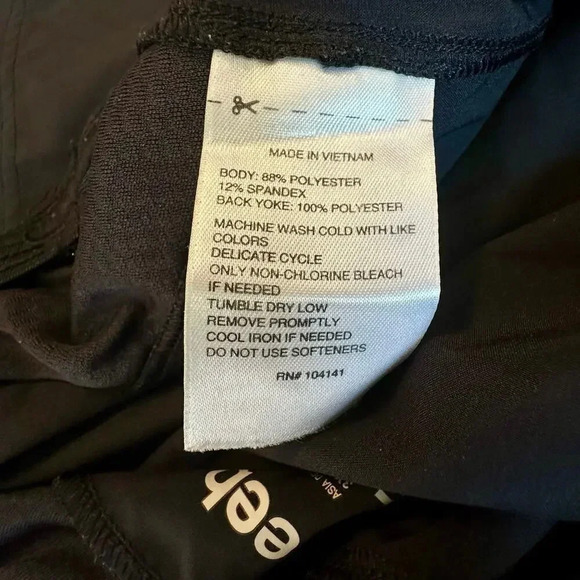 MADE IN VIETNAM
BODY: 88% POLYESTER
12% SPANDEX
BACK YOKE: 100% POLYESTER
MACHINE WASH COLD WITH LIKE
COLORS
DELICATE CYCLE
ONLY NON-CHLORINE BLEACH
IF NEEDED
TUMBLE DRY LOW
REMOVE PROMPTLY
COOL IRON IF NEEDED
DO NOT USE SOFTENERS
RN# 104141
ASIA